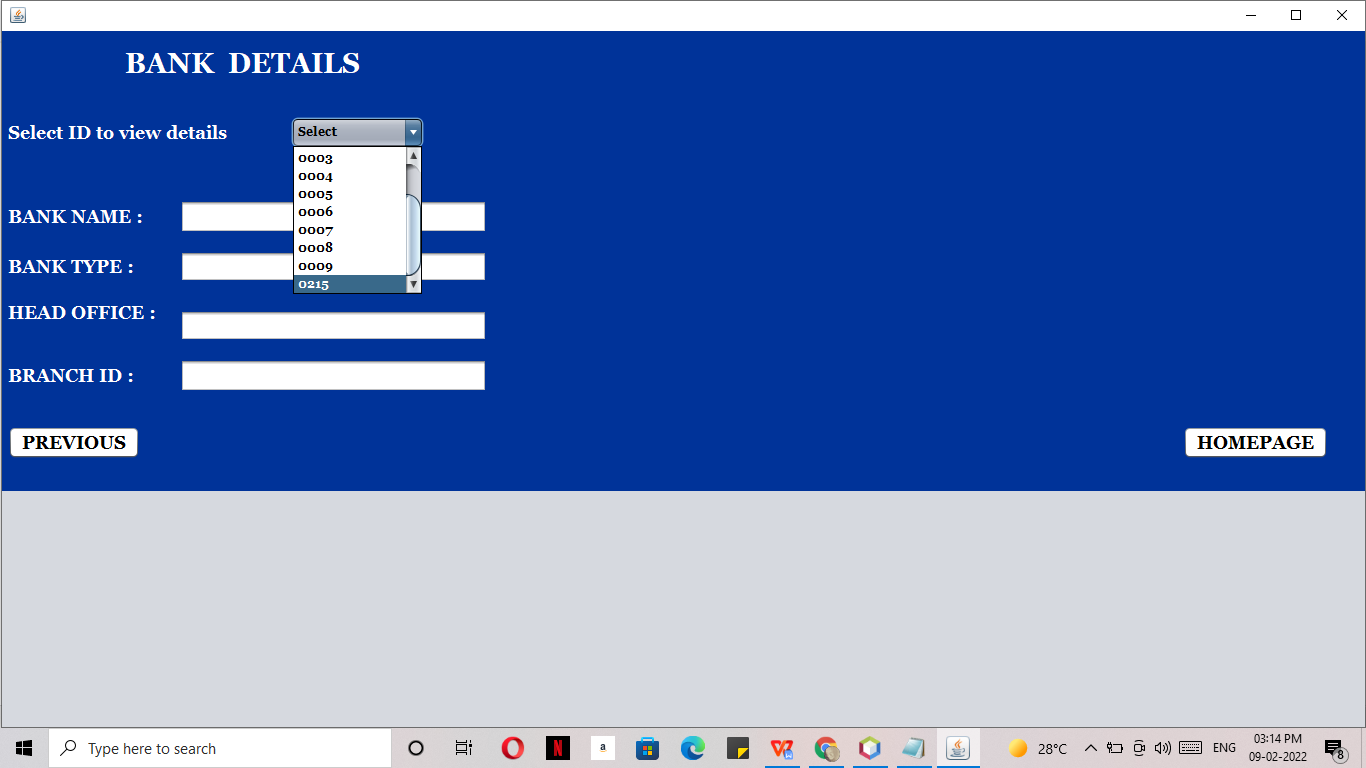 BANK DETAILS
Select ID to view details
Select
0003
0004
0005
0006
0007
0008
0009
0215
BANK NAME :
BANK TYPE :
HEAD OFFICE :
BRANCH ID :
PREVIOUS
HOMEPAGE
Type here to search
N
a
W
28°C
ENG
03:14 PM
09-02-2022
8